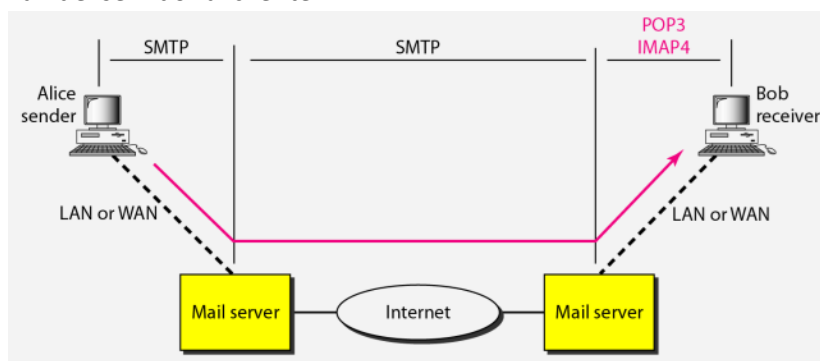 POP3
SMTP
SMTP
IMAP4
Alice
sender
Bob
receiver
LAN or WAN
LAN or WAN
Mail server
Internet
Mail server